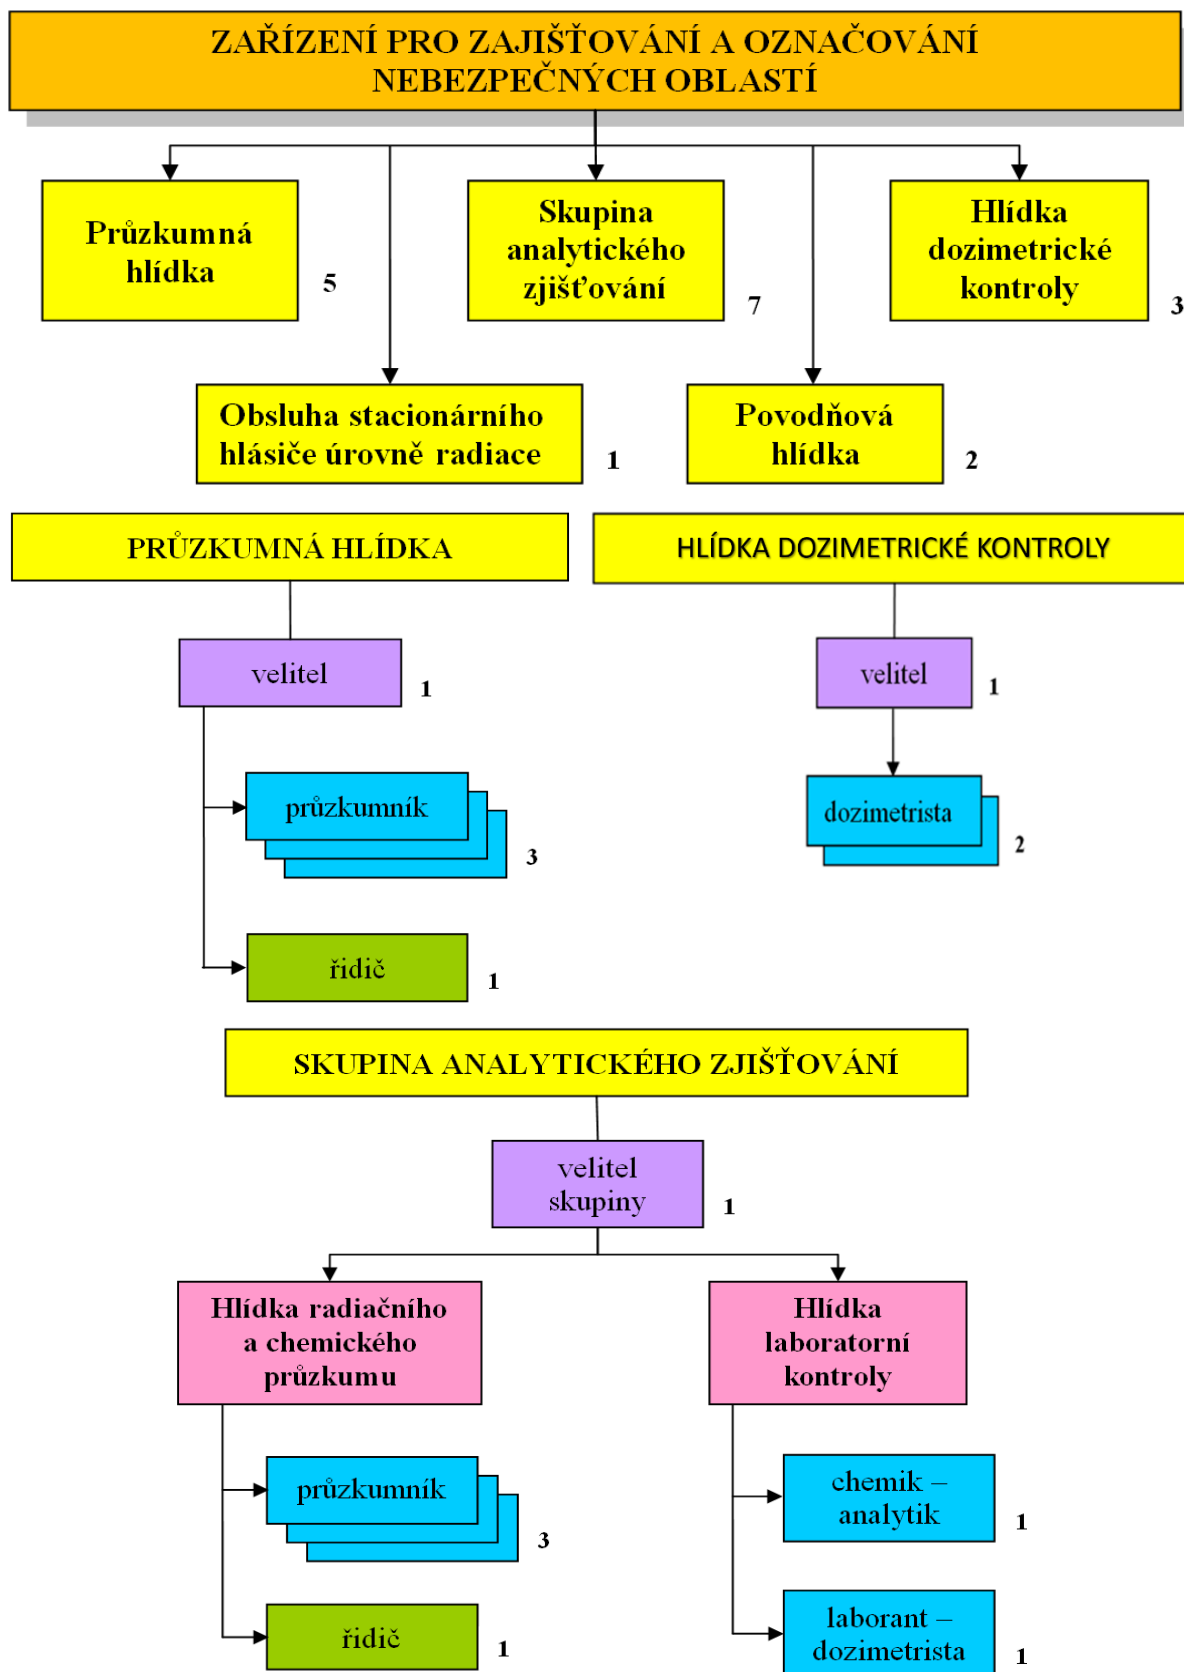 ZAŘÍZENÍ PRO ZAJIŠŤOVÁNÍ A OZNAČOVÁNÍ
NEBEZPEČNÝCH OBLASTÍ
Průzkumná
hlídka
5
Skupina
analytického
zjišťování
7
Hlídka
dozimetrické
kontroly
3
Obsluha stacionárního
hlásiče úrovně radiace
1
Povodňová
hlídka
2
PRŮZKUMNÁ HLÍDKA
velitel
1
průzkumník
3
řidič
1
HLÍDKA DOZIMETRICKÉ KONTROLY
velitel
1
dozimetrista
2
SKUPINA ANALYTICKÉHO ZJIŠŤOVÁNÍ
velitel
skupiny
1
Hlídka radiačního
a chemického
průzkumu
průzkumník
3
řidič
1
Hlídka
laboratorní
kontroly
chemik –
analytik
1
laborant –
dozimetrista
1